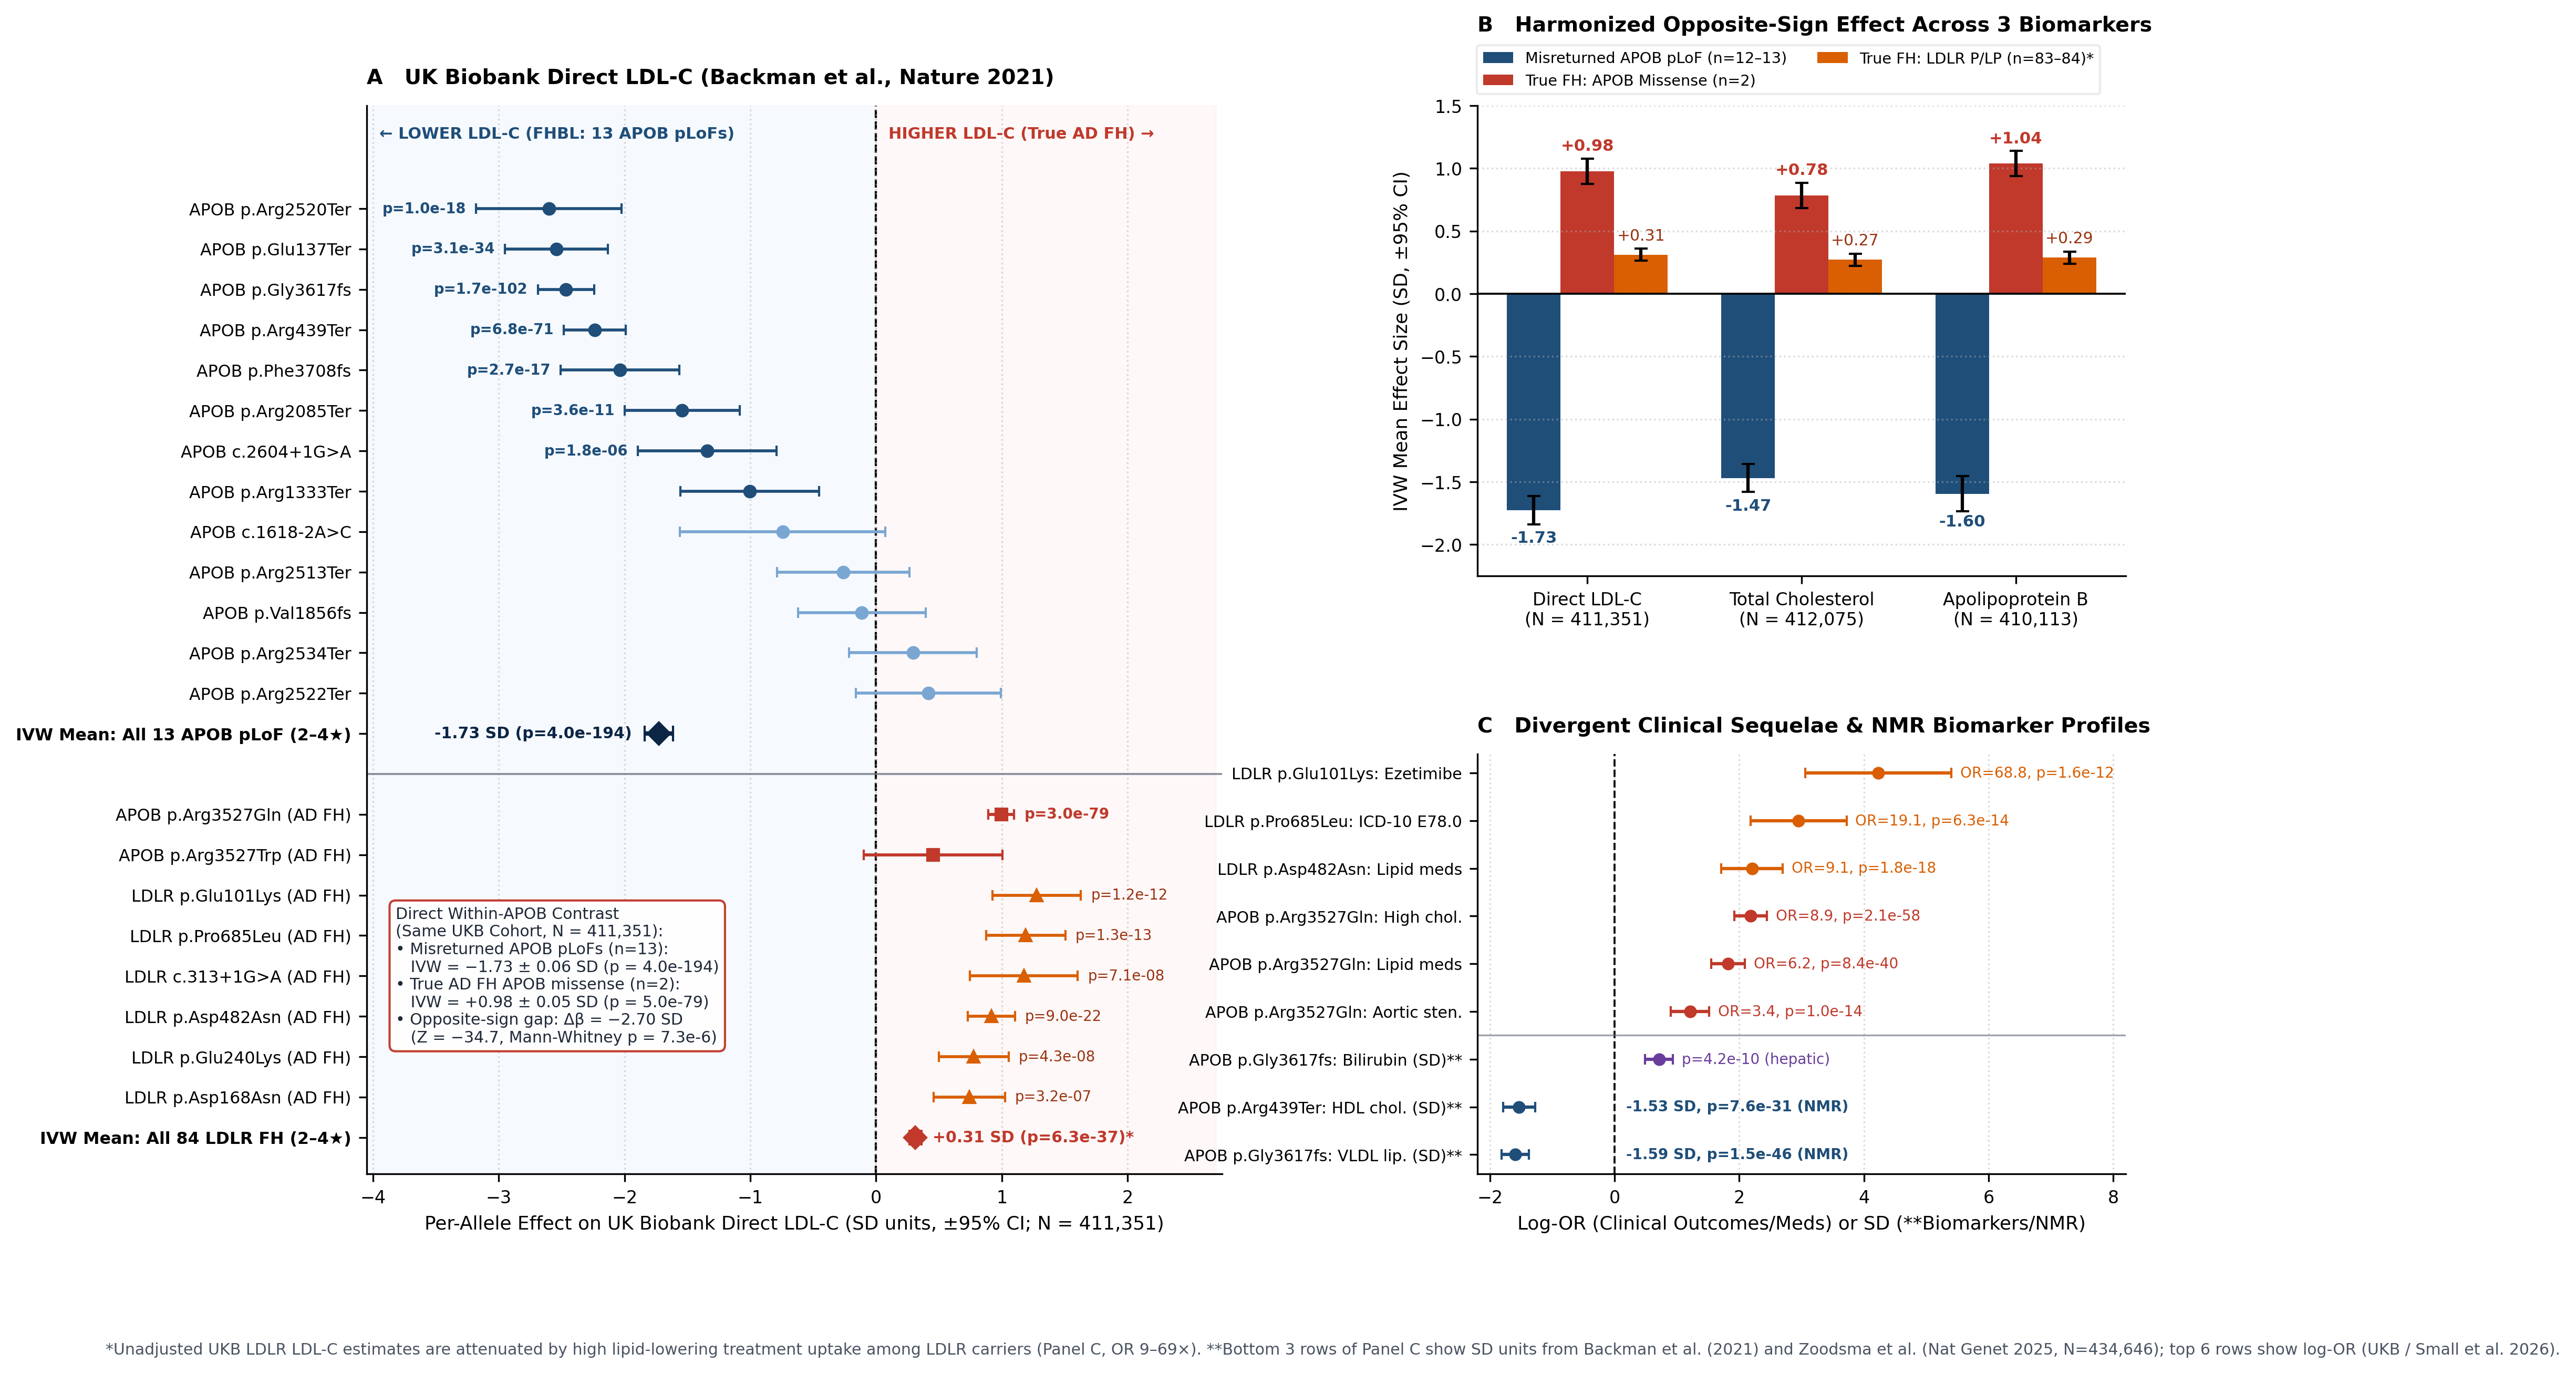 A UK Biobank Direct LDL-C (Backman et al., Nature 2021)
← LOWER LDL-C (FHBL: 13 APOB pLoFs)
HIGHER LDL-C (True AD FH) →
APOB p.Arg2520Ter
p=1.0e-18
APOB p.Glu137Ter
p=3.1e-34
APOB p.Gly3617fs
p=1.7e-102
APOB p.Arg439Ter
p=6.8e-71
APOB p.Phe3708fs
p=2.7e-17
APOB p.Arg2085Ter
p=3.6e-11
APOB c.2604+1G>A
p=1.8e-06
APOB p.Arg1333Ter
APOB c.1618-2A>C
APOB p.Arg2513Ter
APOB p.Val1856fs
APOB p.Arg2534Ter
APOB p.Arg2522Ter
IVW Mean: All 13 APOB pLoF (2–4★)
-1.73 SD (p=4.0e-194)
APOB p.Arg3527Gln (AD FH)
p=3.0e-79
APOB p.Arg3527Trp (AD FH)
LDLR p.Glu101Lys (AD FH)
p=1.2e-12
LDLR p.Pro685Leu (AD FH)
p=1.3e-13
LDLR c.313+1G>A (AD FH)
p=7.1e-08
LDLR p.Asp482Asn (AD FH)
p=9.0e-22
LDLR p.Glu240Lys (AD FH)
p=4.3e-08
LDLR p.Asp168Asn (AD FH)
p=3.2e-07
IVW Mean: All 84 LDLR FH (2–4★)
+0.31 SD (p=6.3e-37)*
Direct Within-APOB Contrast
(Same UKB Cohort, N = 411,351):
• Misreturned APOB pLoFs (n=13):
IVW = −1.73 ± 0.06 SD (p = 4.0e-194)
• True AD FH APOB missense (n=2):
IVW = +0.98 ± 0.05 SD (p = 5.0e-79)
• Opposite-sign gap: Δβ = −2.70 SD
(Z = −34.7, Mann-Whitney p = 7.3e-6)
−4 −3 −2 −1 0 1 2
Per-Allele Effect on UK Biobank Direct LDL-C (SD units, ±95% CI; N = 411,351)
B Harmonized Opposite-Sign Effect Across 3 Biomarkers
Misreturned APOB pLoF (n=12–13)
True FH: APOB Missense (n=2)
True FH: LDLR P/LP (n=83–84)*
IVW Mean Effect Size (SD, ±95% CI)
1.5
1.0
0.5
0.0
−0.5
−1.0
−1.5
−2.0
+0.98
+0.31
-1.73
+0.78
+0.27
-1.47
+1.04
+0.29
-1.60
Direct LDL-C
(N = 411,351)
Total Cholesterol
(N = 412,075)
Apolipoprotein B
(N = 410,113)
C Divergent Clinical Sequelae & NMR Biomarker Profiles
LDLR p.Glu101Lys: Ezetimibe
OR=68.8, p=1.6e-12
LDLR p.Pro685Leu: ICD-10 E78.0
OR=19.1, p=6.3e-14
LDLR p.Asp482Asn: Lipid meds
OR=9.1, p=1.8e-18
APOB p.Arg3527Gln: High chol.
OR=8.9, p=2.1e-58
APOB p.Arg3527Gln: Lipid meds
OR=6.2, p=8.4e-40
APOB p.Arg3527Gln: Aortic sten.
OR=3.4, p=1.0e-14
APOB p.Gly3617fs: Bilirubin (SD)**
p=4.2e-10 (hepatic)
APOB p.Arg439Ter: HDL chol. (SD)**
-1.53 SD, p=7.6e-31 (NMR)
APOB p.Gly3617fs: VLDL lip. (SD)**
-1.59 SD, p=1.5e-46 (NMR)
−2 0 2 4 6 8
Log-OR (Clinical Outcomes/Meds) or SD (**Biomarkers/NMR)
*Unadjusted UKB LDLR LDL-C estimates are attenuated by high lipid-lowering treatment uptake among LDLR carriers (Panel C, OR 9–69×). **Bottom 3 rows of Panel C show SD units from Backman et al. (2021) and Zoodsma et al. (Nat Genet 2025, N=434,646); top 6 rows show log-OR (UKB / Small et al. 2026).